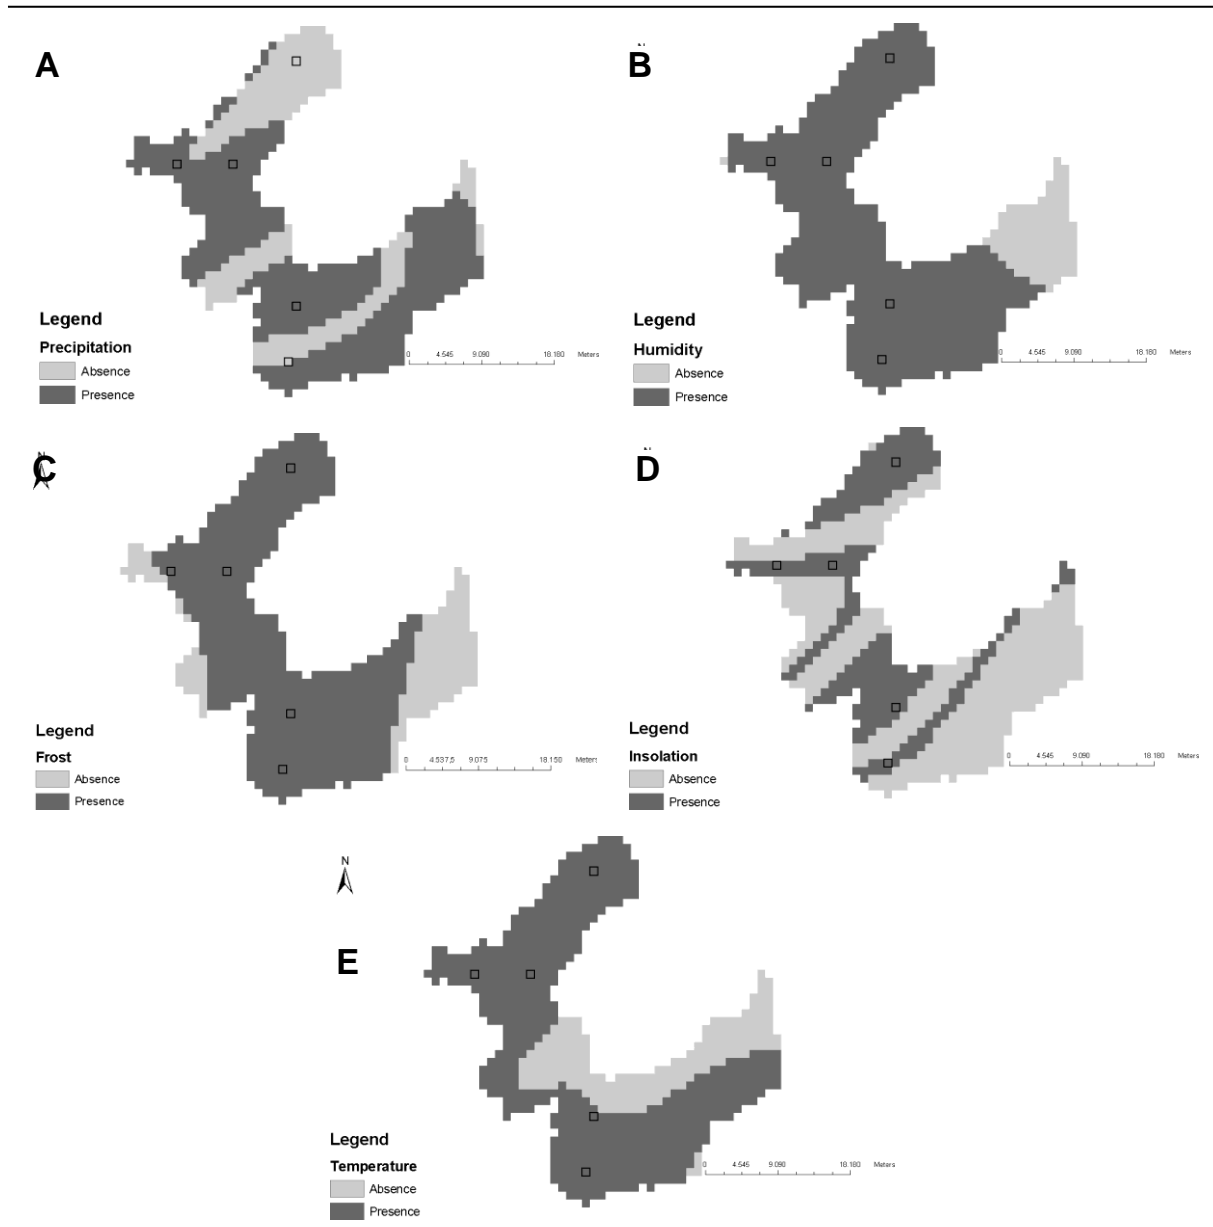 A
Legend
Precipitation
Absence
Presence
0 4.545 9.090 18.180 Meters
N
B
Legend
Humidity
Absence
Presence
0 4.545 9.090 18.180 Meters
N
C
Legend
Frost
Absence
Presence
0 4.537,5 9.075 18.150 Meters
D
Legend
Insolation
Absence
Presence
0 4.545 9.090 18.180 Meters
N
E
Legend
Temperature
Absence
Presence
0 4.545 9.090 18.180 Meters